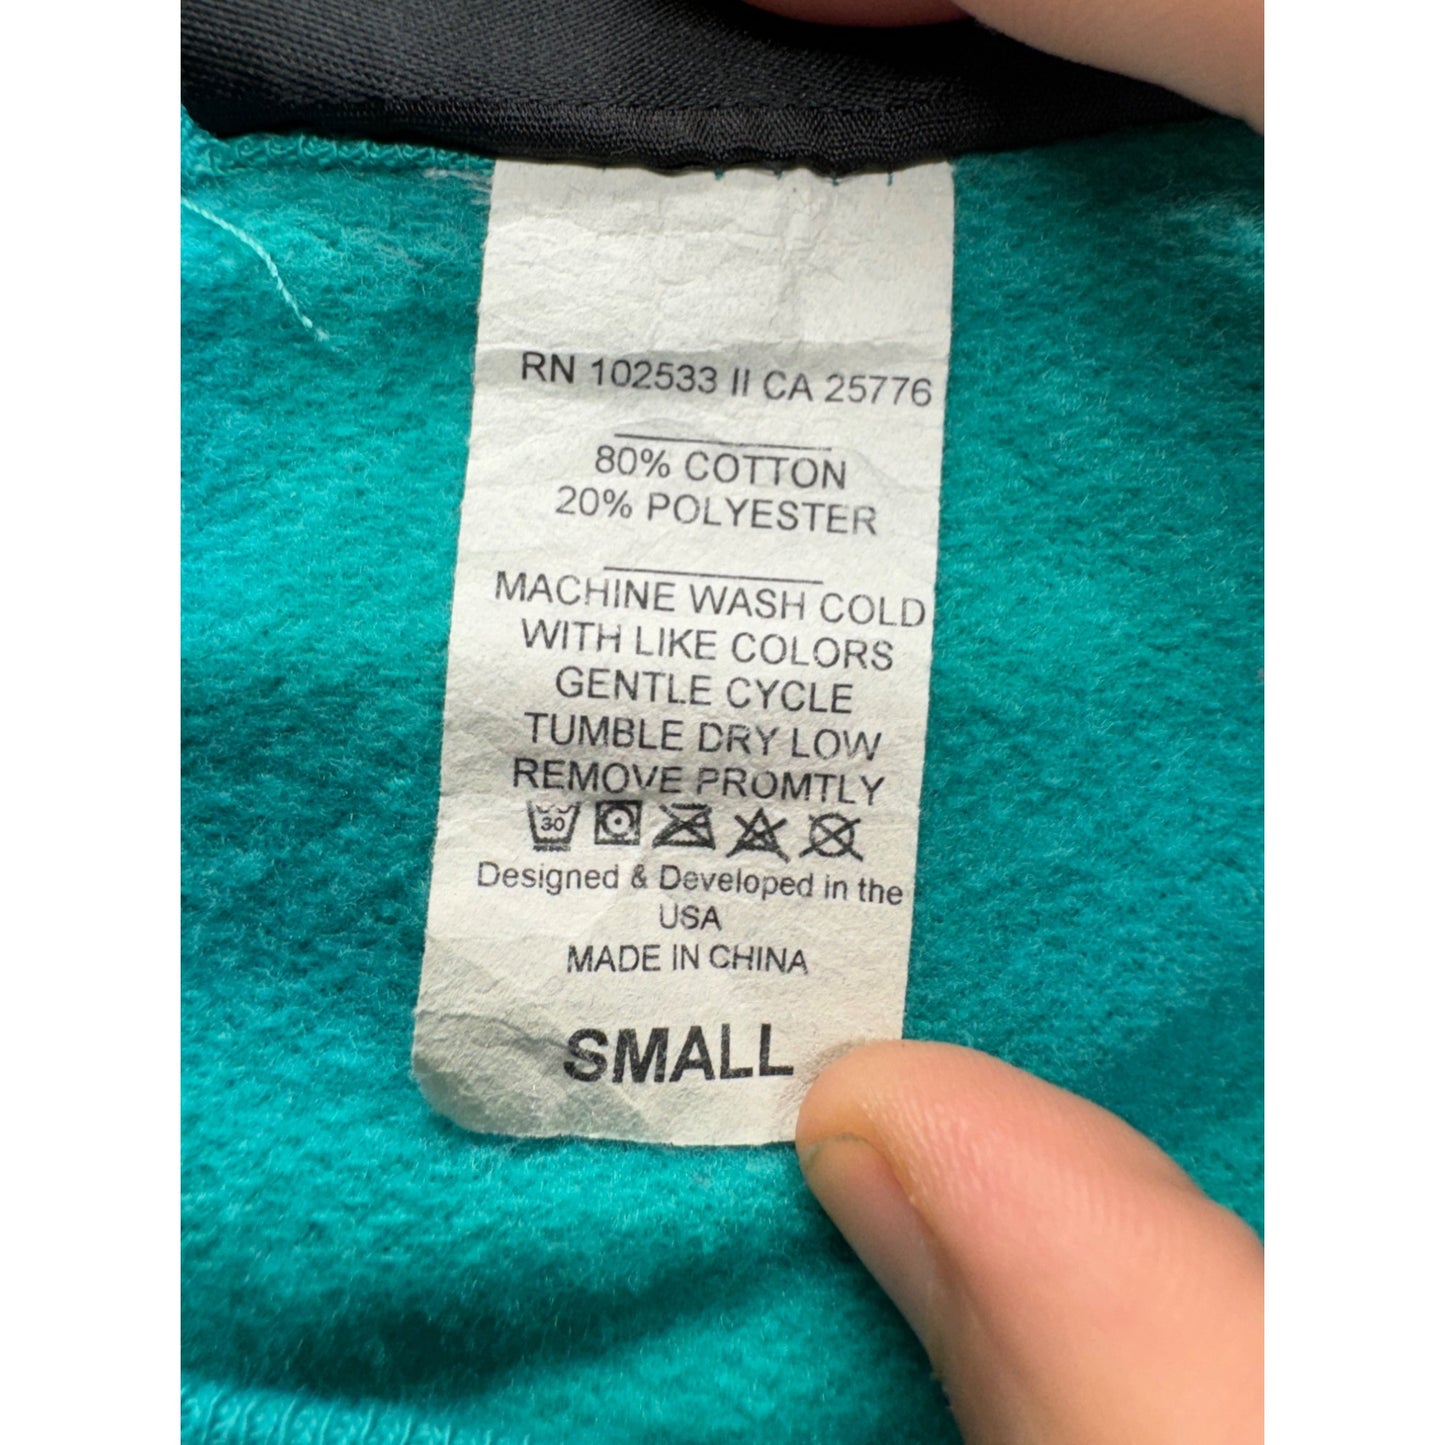 RN 102533 II CA 25776
80% COTTON
20% POLYESTER
MACHINE WASH COLD
WITH LIKE COLORS
GENTLE CYCLE
TUMBLE DRY LOW
REMOVE PROMTLY
30
Designed & Developed in the
USA
MADE IN CHINA
SMALL